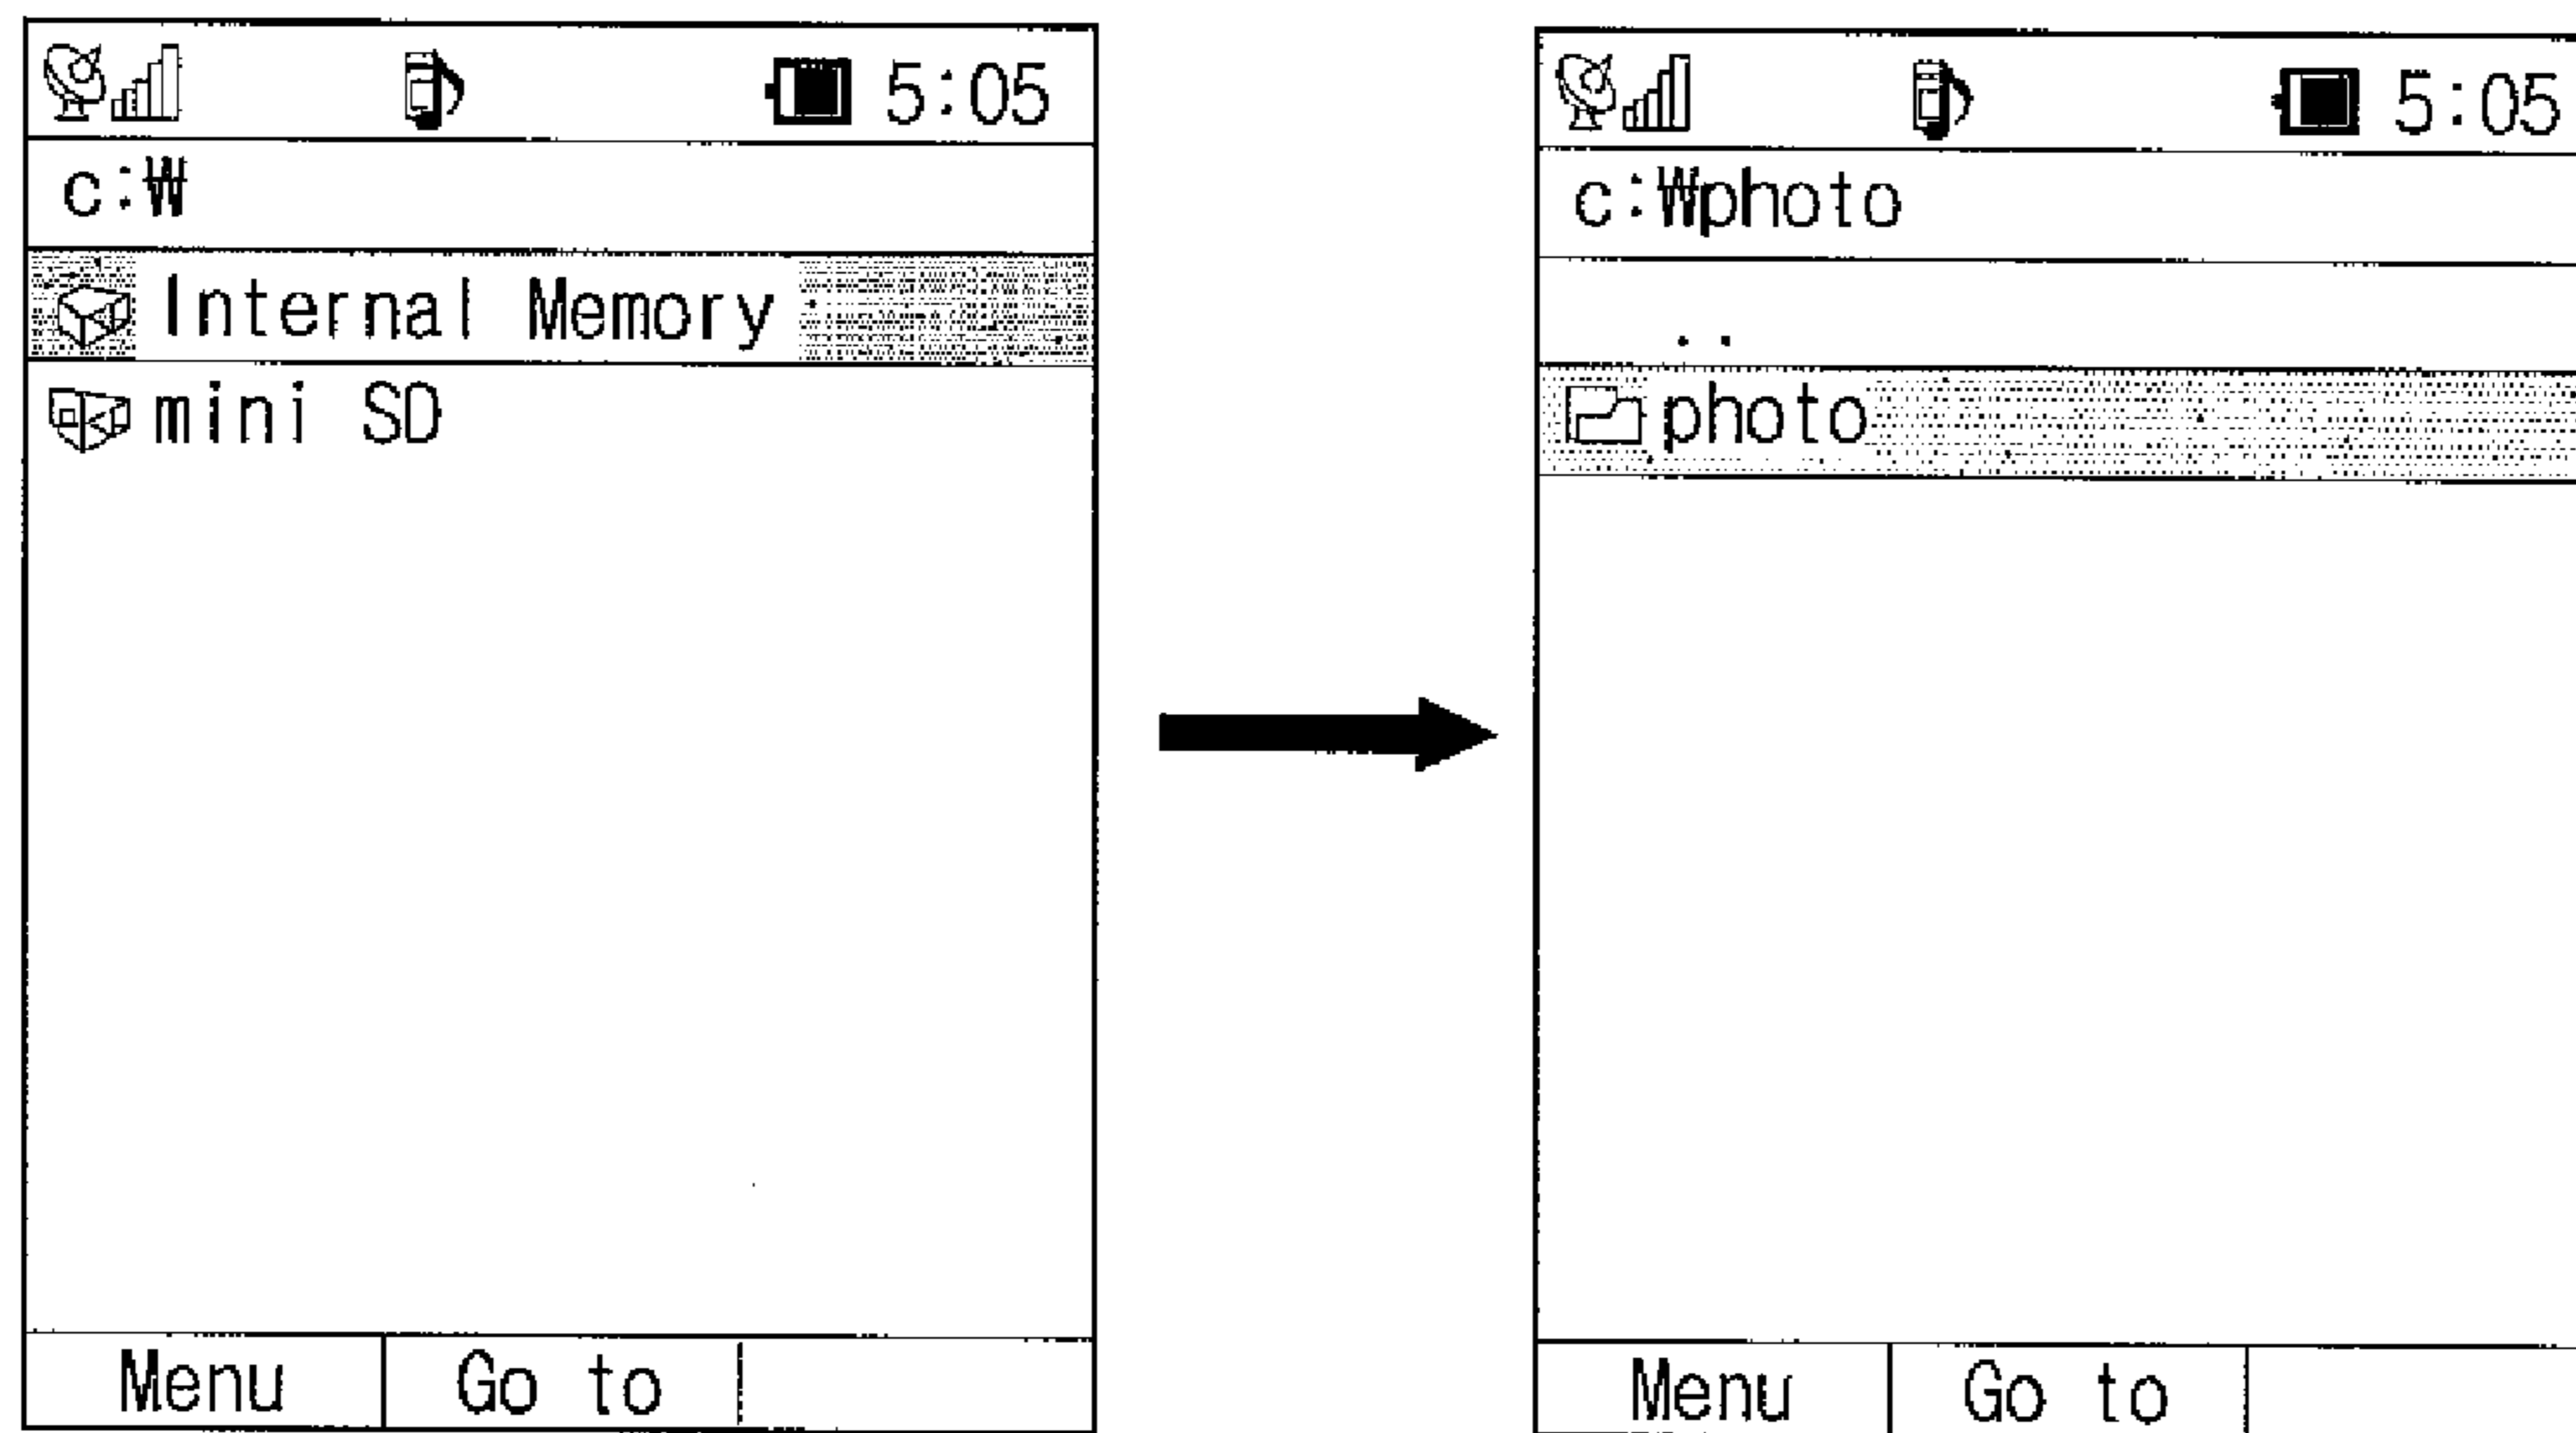 5:05
c:₩
Internal Memory
mini SD
Menu Go to
5:05
c:₩photo
..
photo
Menu Go to